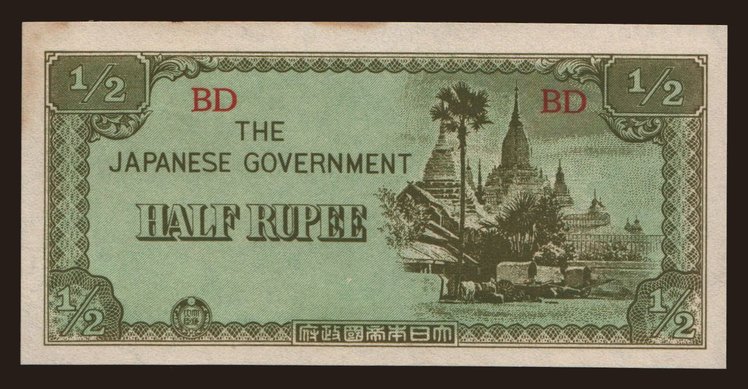 1/2
1/2
BD
BD
THE
JAPANESE GOVERNMENT
HALF RUPEE
1/2
府政國帝本日大
1/2